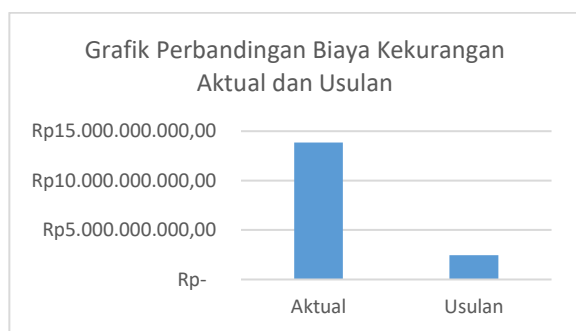 Grafik Perbandingan Biaya Kekurangan
Aktual dan Usulan
Rp15.000.000.000,00
Rp10.000.000.000,00
Rp5.000.000.000,00
Rp-
Aktual
Usulan